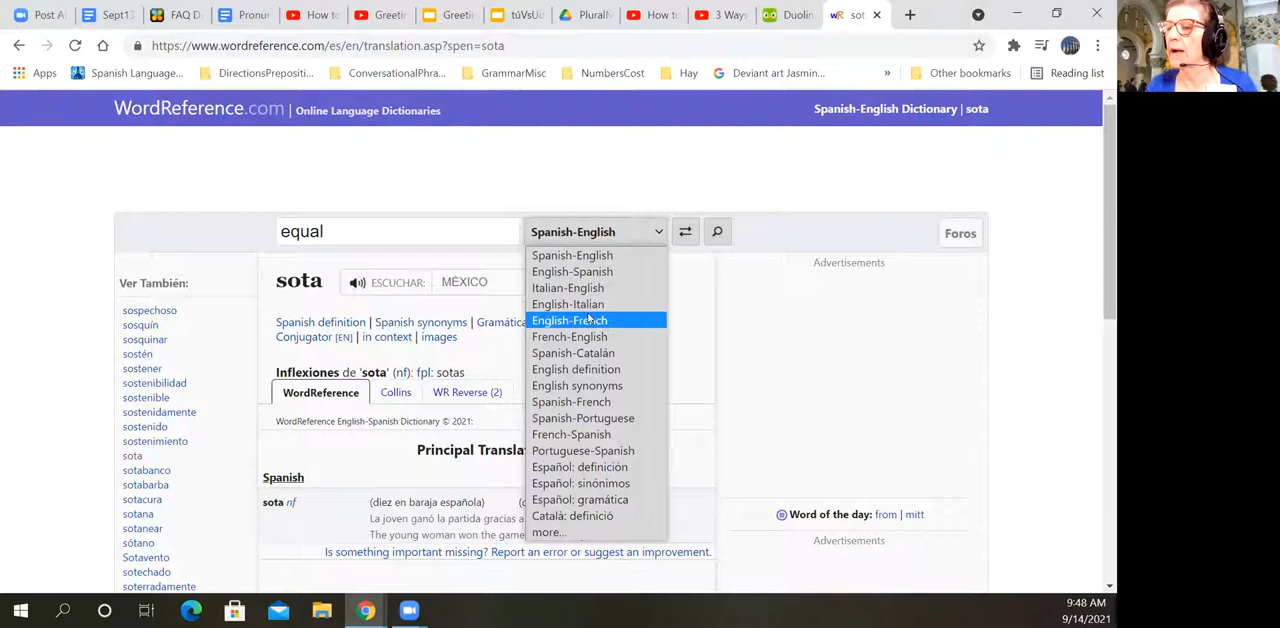 Post A
Sept13
FAQ D
Pronun
How to
Greetin
Greetin
túVsUs
PluralN
How to
3 Ways
Duolin
sot
https://www.wordreference.com/es/en/translation.asp?spen=sota
Apps
Spanish Language...
DirectionsPrepositi...
ConversationalPhra...
GrammarMisc
NumbersCost
Hay
Deviant art Jasmin...
»
Other bookmarks
Reading list
WordReference.com | Online Language Dictionaries
Spanish-English Dictionary | sota
equal
Spanish-English
Foros
Spanish-English
English-Spanish
Italian-English
English-Italian
English-French
French-English
Spanish-Catalán
English definition
English synonyms
Spanish-French
Spanish-Portuguese
French-Spanish
Portuguese-Spanish
Español: definición
Español: sinónimos
Español: gramática
Català: definició
more...
Ver También:
sospechoso
sosquín
sosquinar
sostén
sostener
sostenibilidad
sostenible
sostenidamente
sostenido
sostenimiento
sota
sotabanco
sotabarba
sotacura
sotana
sotanear
sótano
Sotavento
sotechado
soterradamente
sota
ESCUCHAR:
MÉXICO
Spanish definition | Spanish synonyms | Gramática
Conjugator [EN] | in context | images
Inflexiones de 'sota' (nf): fpl: sotas
WordReference
Collins
WR Reverse (2)
WordReference English-Spanish Dictionary © 2021:
Principal Transla
Spanish
sota nf
(diez en baraja española)
La joven ganó la partida gracias a
The young woman won the game
Is something important missing? Report an error or suggest an improvement.
Advertisements
Word of the day: from | mitt
Advertisements
9:48 AM
9/14/2021